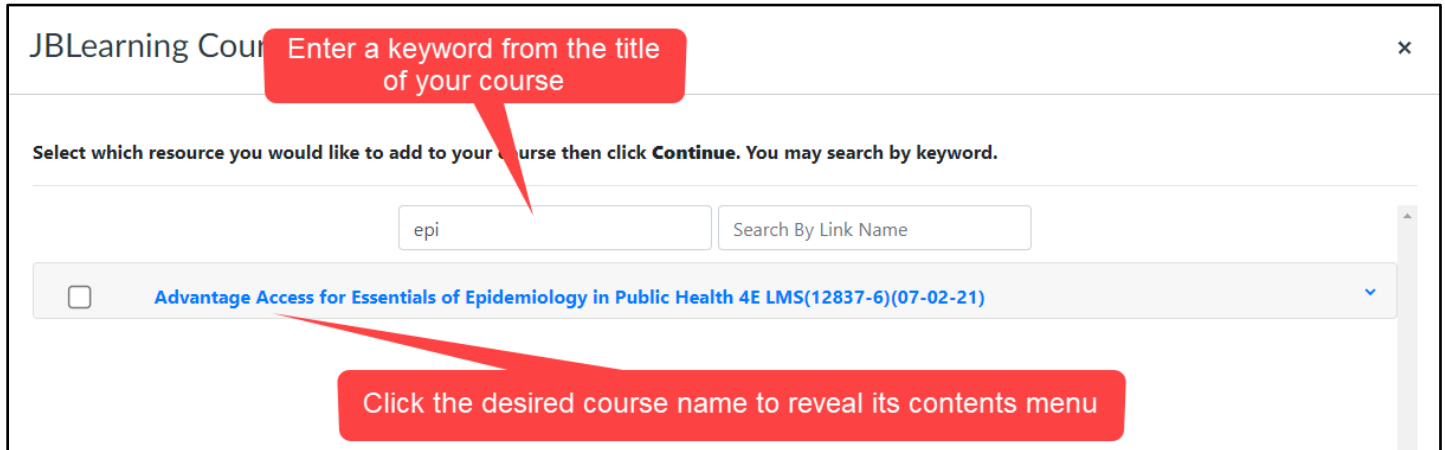 JBLearning Cour
Enter a keyword from the title
of your course
×
Select which resource you would like to add to your course then click Continue. You may search by keyword.
epi
Search By Link Name
Advantage Access for Essentials of Epidemiology in Public Health 4E LMS(12837-6)(07-02-21)
Click the desired course name to reveal its contents menu